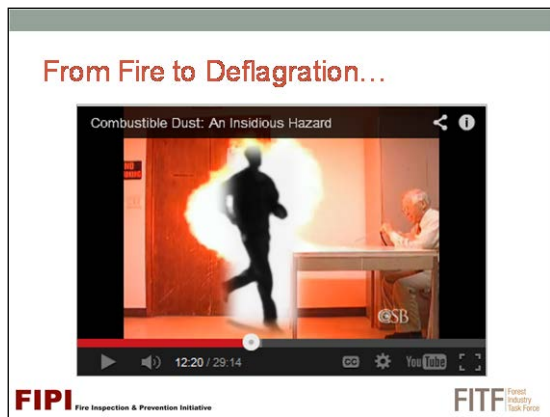 From Fire to Deflagration...
Combustible Dust: An Insidious Hazard
NO
CSB
12:20 / 29:14
CC
YouTube
FIPI Fire Inspection & Prevention Initiative
FITF Forest
Industry
Task Force